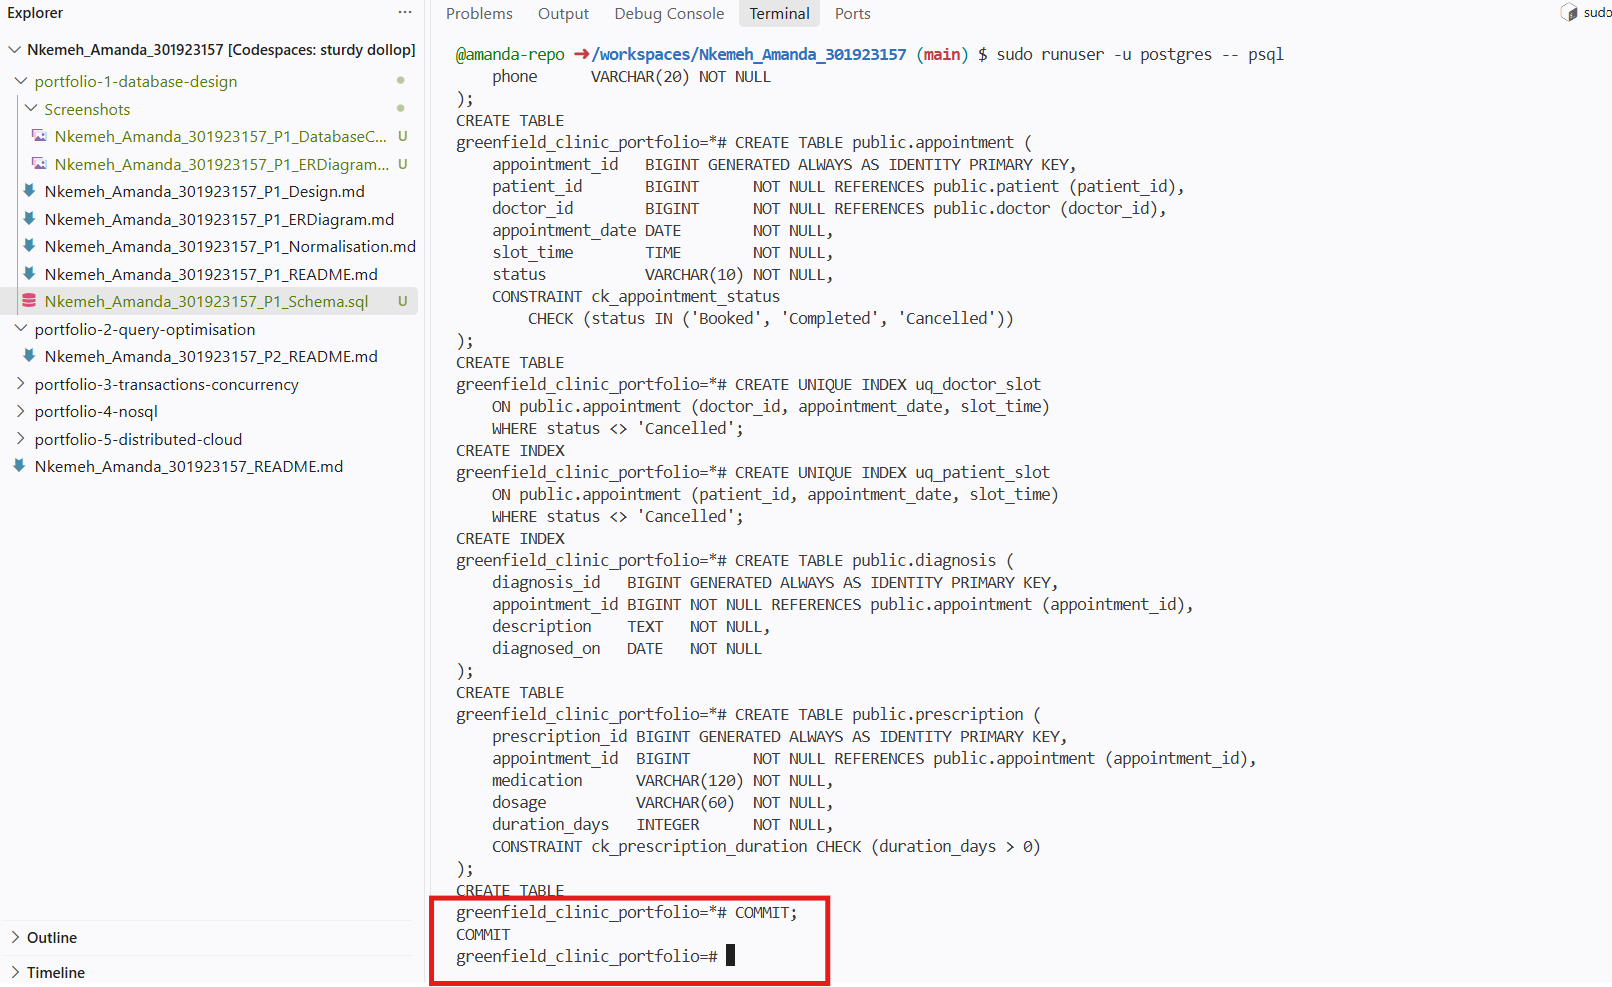 Explorer
Nkemeh_Amanda_301923157 [Codespaces: sturdy dollop]
portfolio-1-database-design
Screenshots
Nkemeh_Amanda_301923157_P1_DatabaseC... U
Nkemeh_Amanda_301923157_P1_ERDiagram... U
Nkemeh_Amanda_301923157_P1_Design.md
Nkemeh_Amanda_301923157_P1_ERDiagram.md
Nkemeh_Amanda_301923157_P1_Normalisation.md
Nkemeh_Amanda_301923157_P1_README.md
Nkemeh_Amanda_301923157_P1_Schema.sql U
portfolio-2-query-optimisation
Nkemeh_Amanda_301923157_P2_README.md
portfolio-3-transactions-concurrency
portfolio-4-nosql
portfolio-5-distributed-cloud
Nkemeh_Amanda_301923157_README.md
Outline
Timeline
Problems Output Debug Console Terminal Ports sudo
@amanda-repo ➜/workspaces/Nkemeh_Amanda_301923157 (main) $ sudo runuser -u postgres -- psql
phone VARCHAR(20) NOT NULL
);
CREATE TABLE
greenfield_clinic_portfolio=*# CREATE TABLE public.appointment (
appointment_id BIGINT GENERATED ALWAYS AS IDENTITY PRIMARY KEY,
patient_id BIGINT NOT NULL REFERENCES public.patient (patient_id),
doctor_id BIGINT NOT NULL REFERENCES public.doctor (doctor_id),
appointment_date DATE NOT NULL,
slot_time TIME NOT NULL,
status VARCHAR(10) NOT NULL,
CONSTRAINT ck_appointment_status
CHECK (status IN ('Booked', 'Completed', 'Cancelled'))
);
CREATE TABLE
greenfield_clinic_portfolio=*# CREATE UNIQUE INDEX uq_doctor_slot
ON public.appointment (doctor_id, appointment_date, slot_time)
WHERE status <> 'Cancelled';
CREATE INDEX
greenfield_clinic_portfolio=*# CREATE UNIQUE INDEX uq_patient_slot
ON public.appointment (patient_id, appointment_date, slot_time)
WHERE status <> 'Cancelled';
CREATE INDEX
greenfield_clinic_portfolio=*# CREATE TABLE public.diagnosis (
diagnosis_id BIGINT GENERATED ALWAYS AS IDENTITY PRIMARY KEY,
appointment_id BIGINT NOT NULL REFERENCES public.appointment (appointment_id),
description TEXT NOT NULL,
diagnosed_on DATE NOT NULL
);
CREATE TABLE
greenfield_clinic_portfolio=*# CREATE TABLE public.prescription (
prescription_id BIGINT GENERATED ALWAYS AS IDENTITY PRIMARY KEY,
appointment_id BIGINT NOT NULL REFERENCES public.appointment (appointment_id),
medication VARCHAR(120) NOT NULL,
dosage VARCHAR(60) NOT NULL,
duration_days INTEGER NOT NULL,
CONSTRAINT ck_prescription_duration CHECK (duration_days > 0)
);
CREATE TABLE
greenfield_clinic_portfolio=*# COMMIT;
COMMIT
greenfield_clinic_portfolio=#